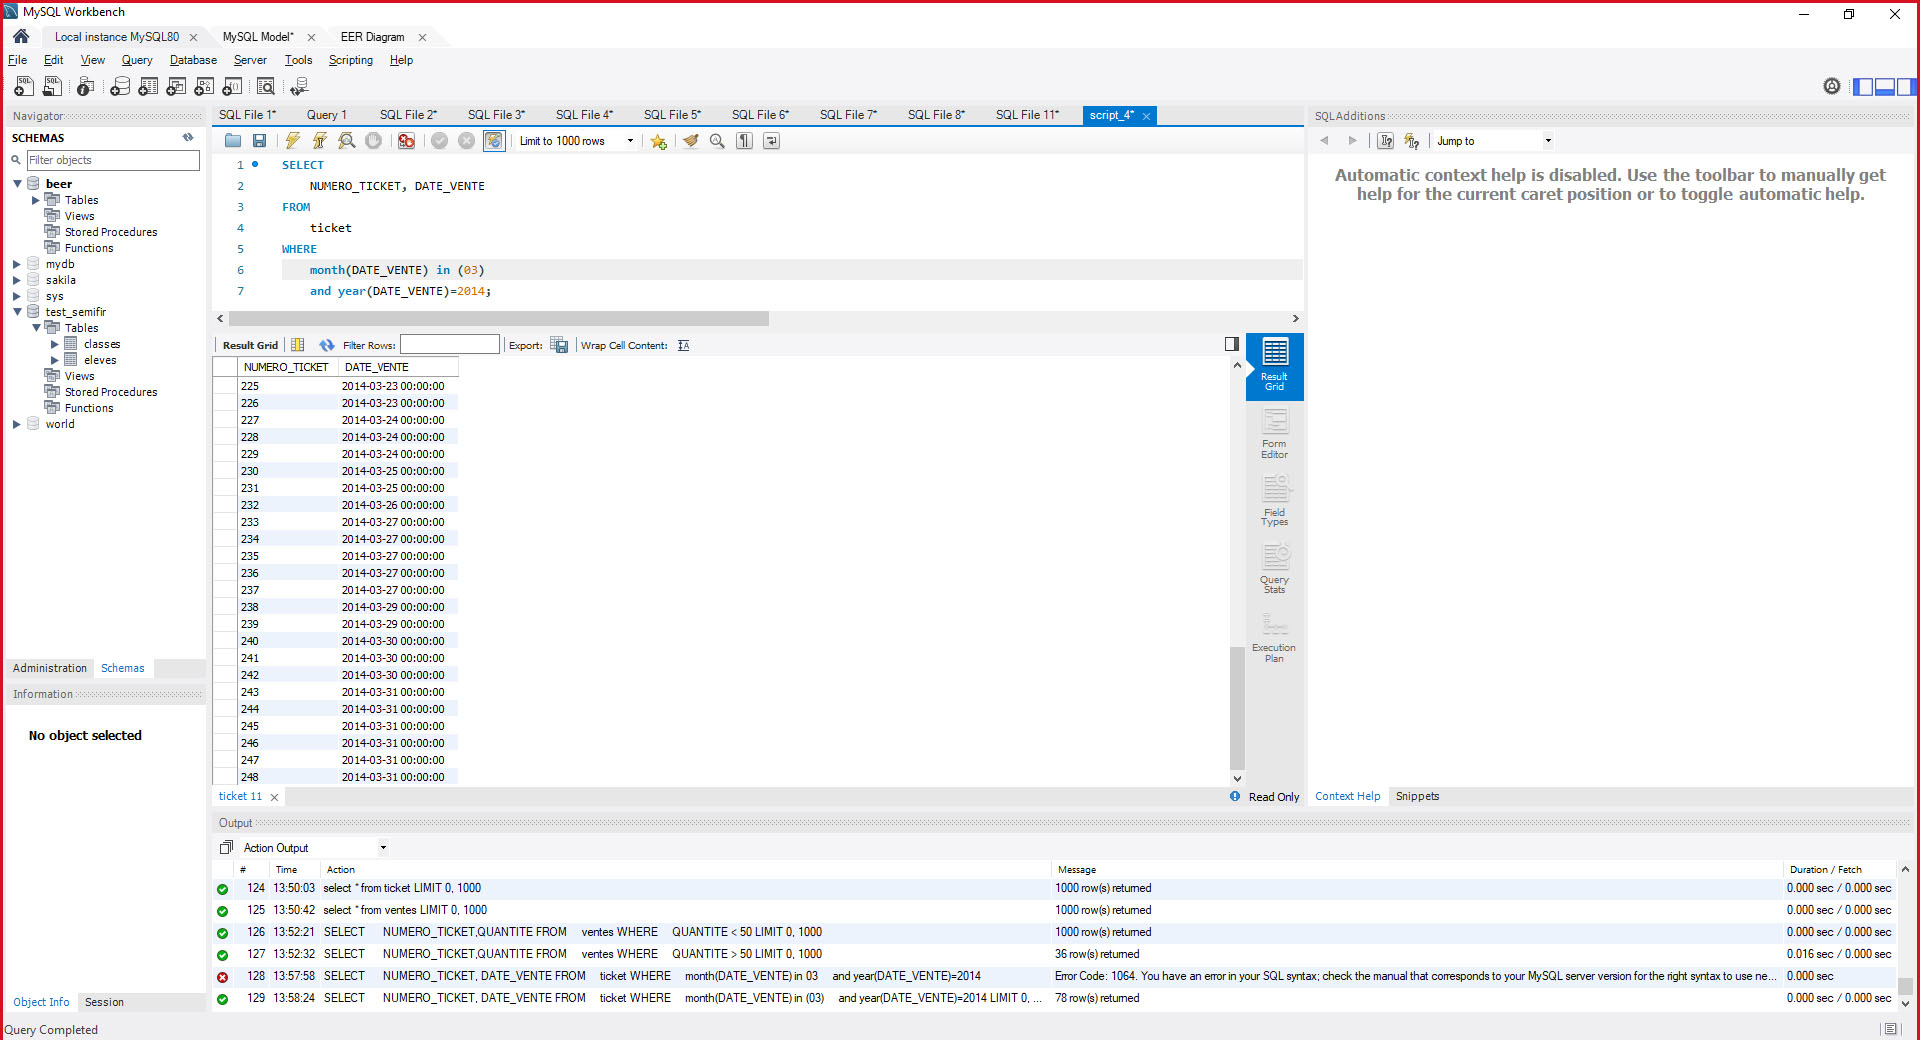 MySQL Workbench
Local instance MySQL80
MySQL Model*
EER Diagram
File Edit View Query Database Server Tools Scripting Help
Navigator
SCHEMAS
Filter objects
beer
Tables
Views
Stored Procedures
Functions
mydb
sakila
sys
test_semifir
Tables
classes
eleves
Views
Stored Procedures
Functions
world
Administration Schemas
Information
No object selected
Object Info Session
Query Completed
SQL File 1* Query 1 SQL File 2* SQL File 3* SQL File 4* SQL File 5* SQL File 6* SQL File 7* SQL File 8* SQL File 11* script_4*
Limit to 1000 rows
1 SELECT
2 NUMERO_TICKET, DATE_VENTE
3 FROM
4 ticket
5 WHERE
6 month(DATE_VENTE) in (03)
7 and year(DATE_VENTE)=2014;
Result Grid Filter Rows: Export: Wrap Cell Content:
NUMERO_TICKET DATE_VENTE
225 2014-03-23 00:00:00
226 2014-03-23 00:00:00
227 2014-03-24 00:00:00
228 2014-03-24 00:00:00
229 2014-03-24 00:00:00
230 2014-03-25 00:00:00
231 2014-03-25 00:00:00
232 2014-03-26 00:00:00
233 2014-03-27 00:00:00
234 2014-03-27 00:00:00
235 2014-03-27 00:00:00
236 2014-03-27 00:00:00
237 2014-03-27 00:00:00
238 2014-03-29 00:00:00
239 2014-03-29 00:00:00
240 2014-03-30 00:00:00
241 2014-03-30 00:00:00
242 2014-03-30 00:00:00
243 2014-03-31 00:00:00
244 2014-03-31 00:00:00
245 2014-03-31 00:00:00
246 2014-03-31 00:00:00
247 2014-03-31 00:00:00
248 2014-03-31 00:00:00
Result
Grid
Form
Editor
Field
Types
Query
Stats
Execution
Plan
ticket 11
Read Only
SQLAdditions
Jump to
Automatic context help is disabled. Use the toolbar to manually get
help for the current caret position or to toggle automatic help.
Context Help Snippets
Output
Action Output
# Time Action Message Duration / Fetch
124 13:50:03 select * from ticket LIMIT 0, 1000 1000 row(s) returned 0.000 sec / 0.000 sec
125 13:50:42 select * from ventes LIMIT 0, 1000 1000 row(s) returned 0.000 sec / 0.000 sec
126 13:52:21 SELECT NUMERO_TICKET,QUANTITE FROM ventes WHERE QUANTITE < 50 LIMIT 0, 1000 1000 row(s) returned 0.000 sec / 0.000 sec
127 13:52:32 SELECT NUMERO_TICKET,QUANTITE FROM ventes WHERE QUANTITE > 50 LIMIT 0, 1000 36 row(s) returned 0.016 sec / 0.000 sec
128 13:57:58 SELECT NUMERO_TICKET, DATE_VENTE FROM ticket WHERE month(DATE_VENTE) in 03 and year(DATE_VENTE)=2014 Error Code: 1064. You have an error in your SQL syntax; check the manual that corresponds to your MySQL server version for the right syntax to use ne... 0.000 sec
129 13:58:24 SELECT NUMERO_TICKET, DATE_VENTE FROM ticket WHERE month(DATE_VENTE) in (03) and year(DATE_VENTE)=2014 LIMIT 0, ... 78 row(s) returned 0.000 sec / 0.000 sec